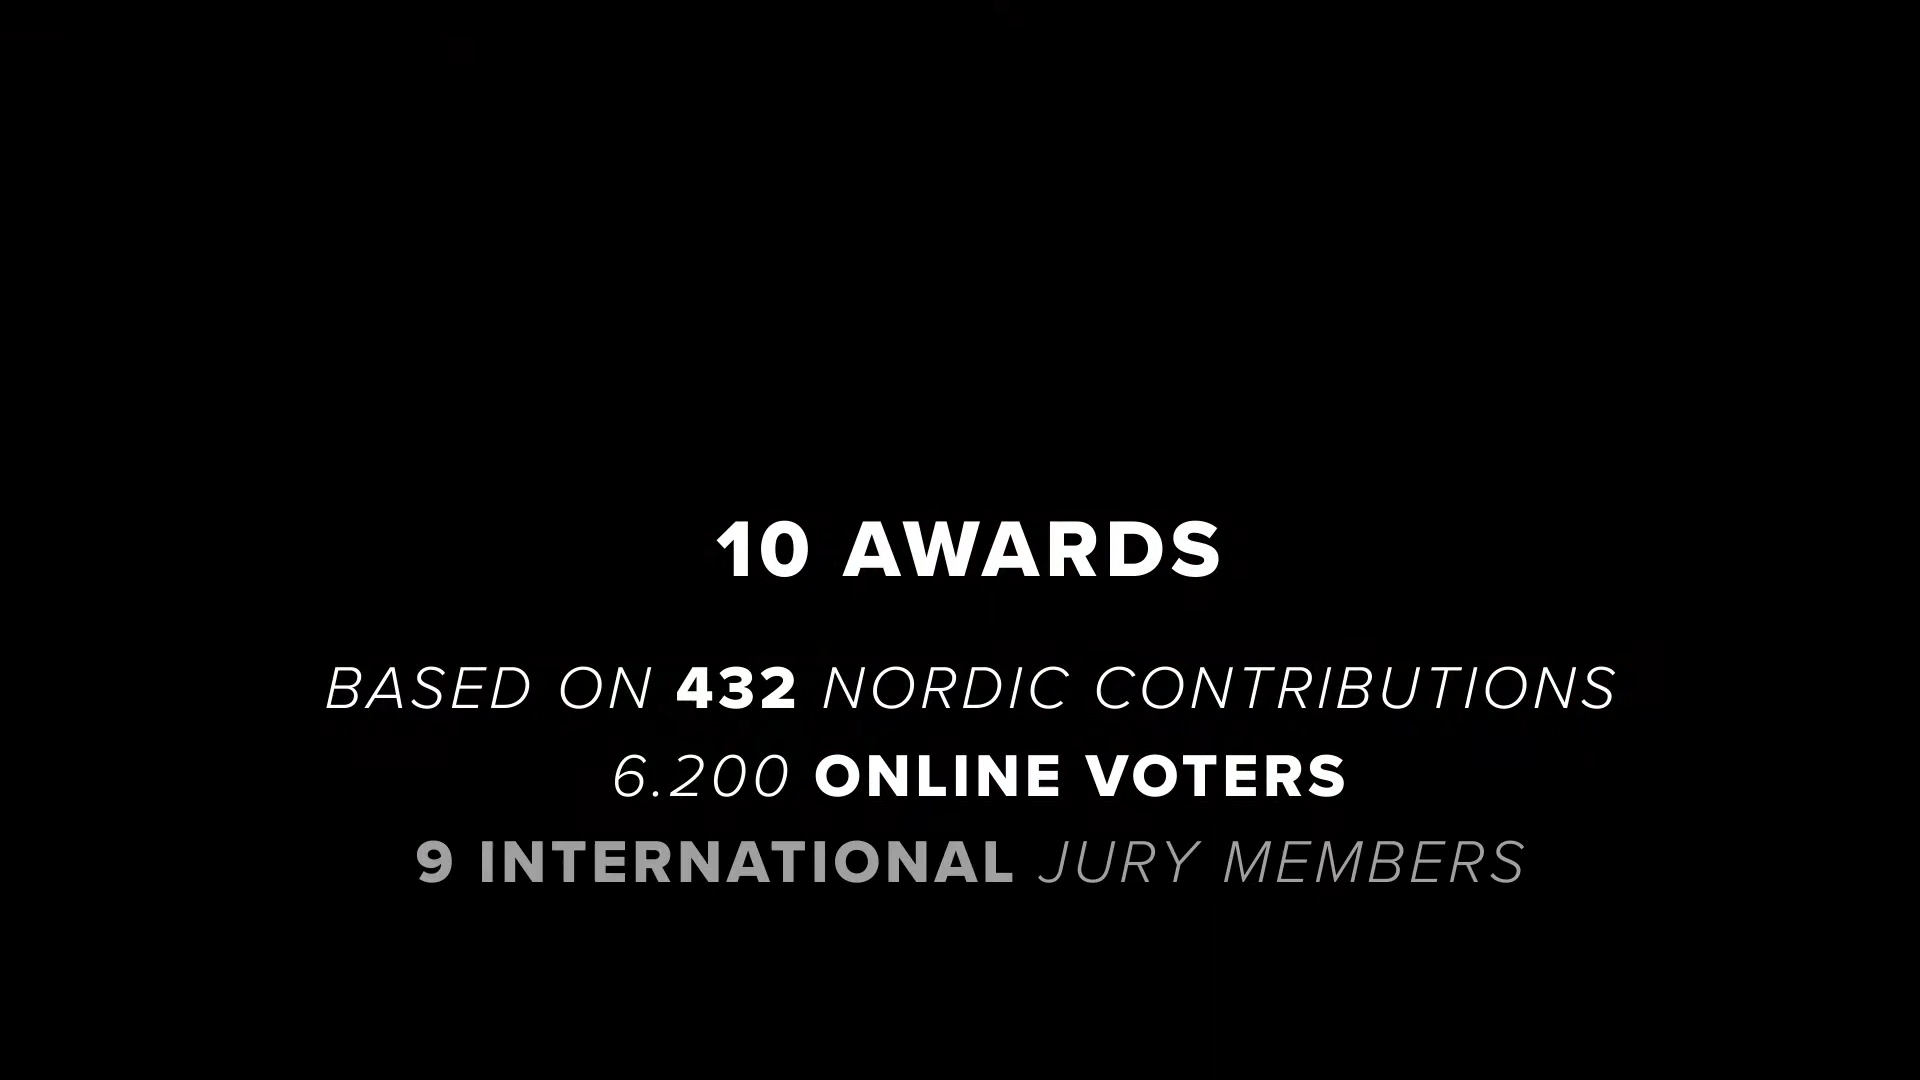 10 AWARDS
BASED ON 432 NORDIC CONTRIBUTIONS
6.200 ONLINE VOTERS
9 INTERNATIONAL JURY MEMBERS